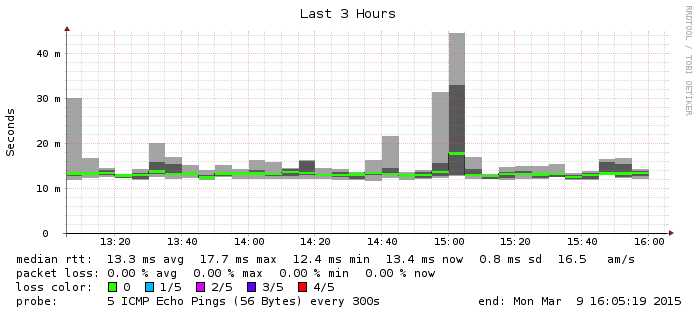 Last 3 Hours
RRDTOOL / TOBI OETIKER
Seconds
40 m
30 m
20 m
10 m
0
13:20 13:40 14:00 14:20 14:40 15:00 15:20 15:40 16:00
median rtt: 13.3 ms avg 17.7 ms max 12.4 ms min 13.4 ms now 0.8 ms sd 16.5 am/s
packet loss: 0.00 % avg 0.00 % max 0.00 % min 0.00 % now
loss color: 0 1/5 2/5 3/5 4/5
probe: 5 ICMP Echo Pings (56 Bytes) every 300s end: Mon Mar 9 16:05:19 2015